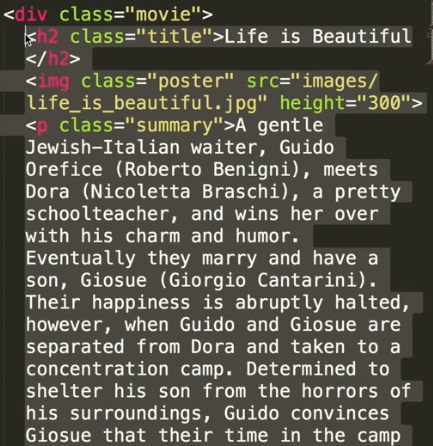 <div class="movie">
<h2 class="title">Life is Beautiful
</h2>
<img class="poster" src="images/
life_is_beautiful.jpg" height="300">
<p class="summary">A gentle
Jewish-Italian waiter, Guido
Orefice (Roberto Benigni), meets
Dora (Nicoletta Braschi), a pretty
schoolteacher, and wins her over
with his charm and humor.
Eventually they marry and have a
son, Giosue (Giorgio Cantarini).
Their happiness is abruptly halted,
however, when Guido and Giosue are
separated from Dora and taken to a
concentration camp. Determined to
shelter his son from the horrors of
his surroundings, Guido convinces
Giosue that their time in the camp